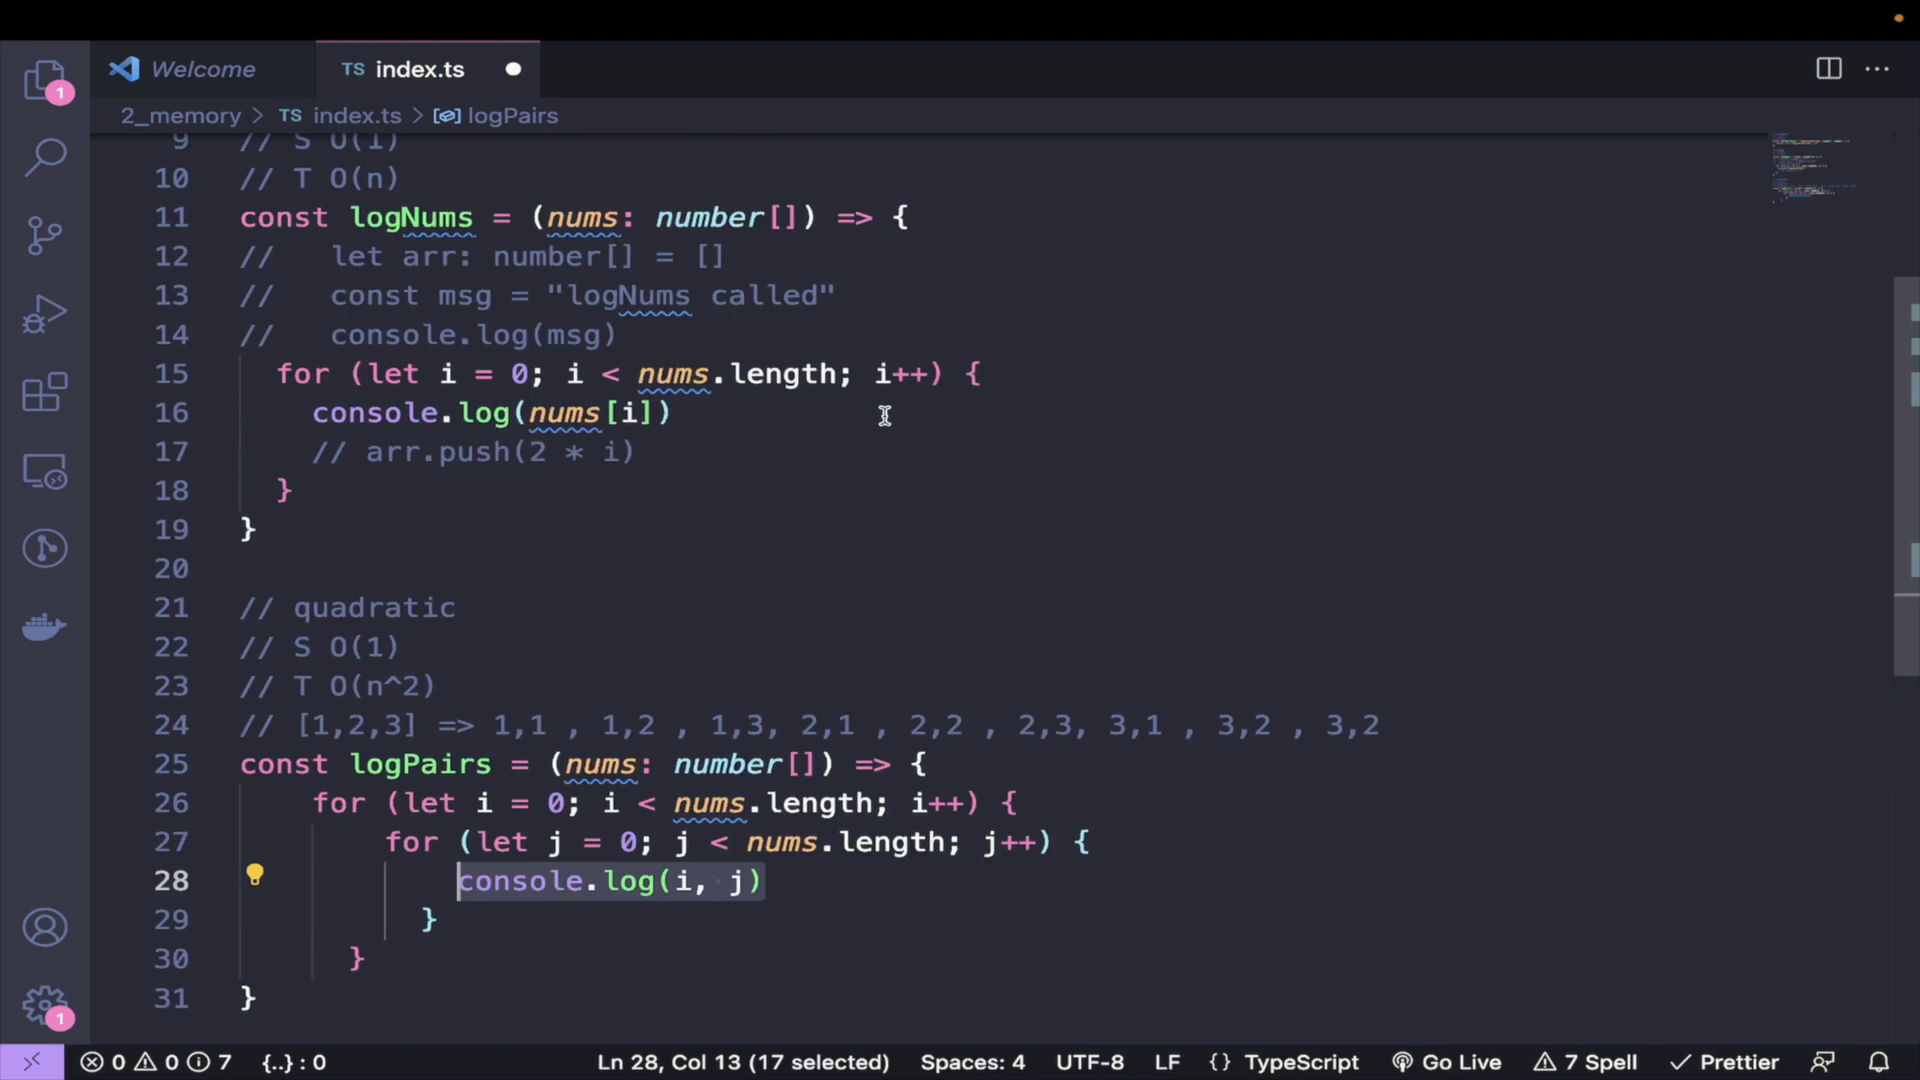 Welcome
TS index.ts
2_memory > TS index.ts > logPairs
9 // S O(1)
10 // T O(n)
11 const logNums = (nums: number[]) => {
12 //   let arr: number[] = []
13 //   const msg = "logNums called"
14 //   console.log(msg)
15   for (let i = 0; i < nums.length; i++) {
16     console.log(nums[i])
17     // arr.push(2 * i)
18   }
19 }
20
21 // quadratic
22 // S O(1)
23 // T O(n^2)
24 // [1,2,3] => 1,1 , 1,2 , 1,3, 2,1 , 2,2 , 2,3, 3,1 , 3,2 , 3,2
25 const logPairs = (nums: number[]) => {
26     for (let i = 0; i < nums.length; i++) {
27         for (let j = 0; j < nums.length; j++) {
28             console.log(i, j)
29           }
30       }
31 }
1
1
0 0 7 {..} : 0 Ln 28, Col 13 (17 selected) Spaces: 4 UTF-8 LF {} TypeScript Go Live 7 Spell Prettier